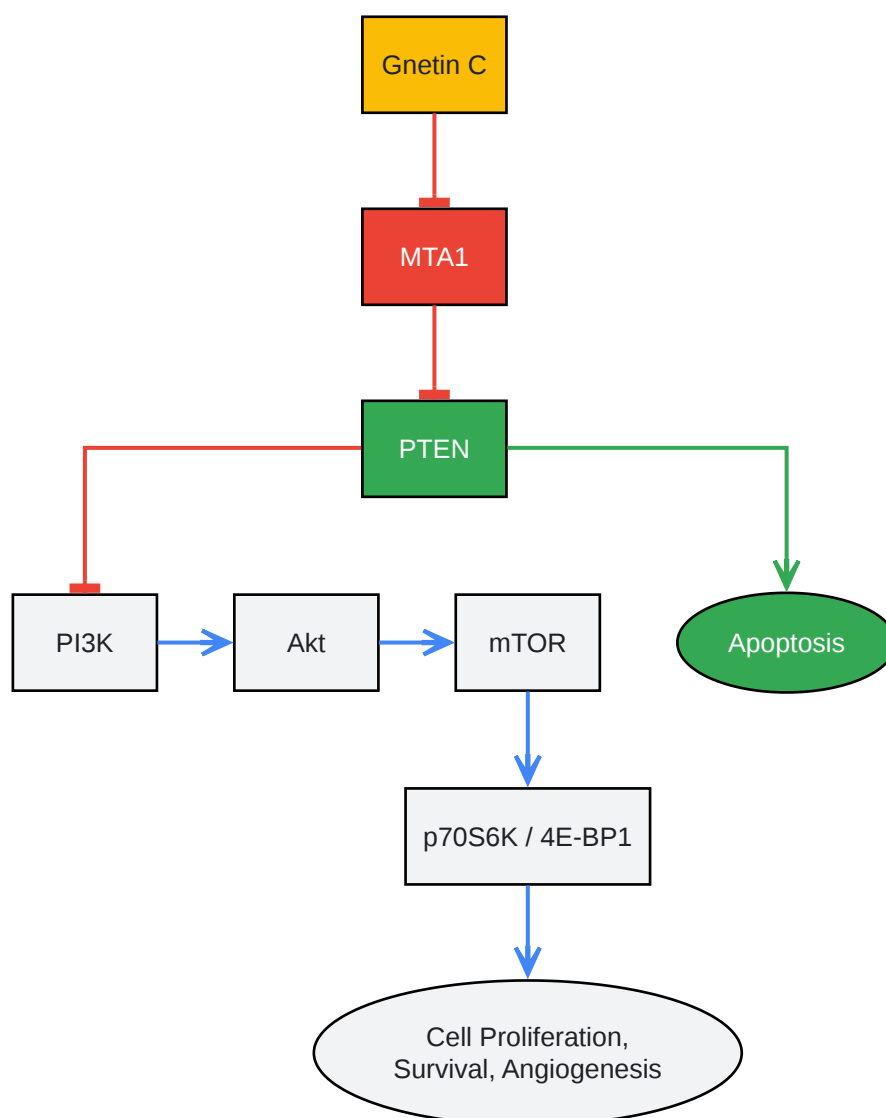 Gnetin C
MTA1
PTEN
PI3K
Akt
mTOR
Apoptosis
p70S6K / 4E-BP1
Cell Proliferation,
Survival, Angiogenesis